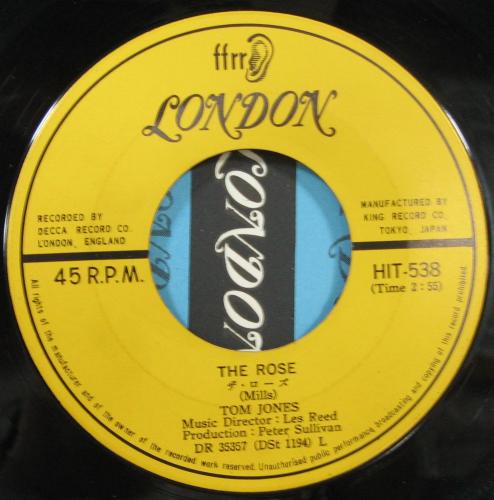 ffrr
LONDON
RECORDED BY
DECCA RECORD CO.
LONDON, ENGLAND
MANUFACTURED BY
KING RECORD CO.
TOKYO, JAPAN
45 R.P.M.
HIT-538
(Time 2:55)
LONDON
THE ROSE
ザ・ローズ
(Mills)
TOM JONES
Music Director : Les Reed
Production : Peter Sullivan
DR 35357 (DSt 1194) L
All rights of the manufacturer and of the owner of the recorded work reserved. Unauthorised public performance, broadcasting and copying of this record prohibited.